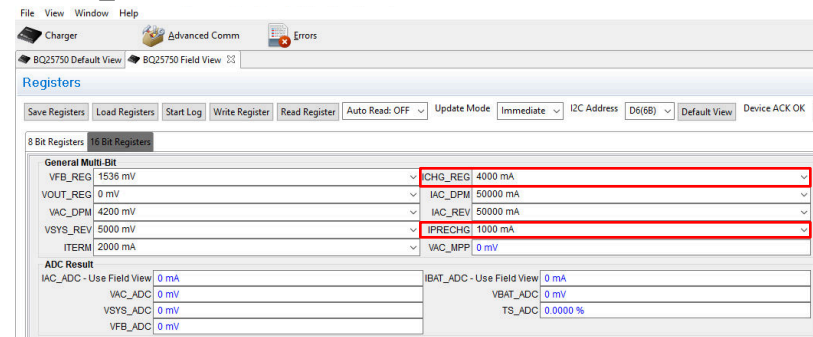 File View Window Help
Charger Advanced Comm Errors
BQ25750 Default View BQ25750 Field View
Registers
Save Registers Load Registers Start Log Write Register Read Register Auto Read: OFF Update Mode Immediate I2C Address D6(6B) Default View Device ACK OK
8 Bit Registers 16 Bit Registers
General Multi-Bit
VFB_REG 1536 mV ICHG_REG 4000 mA
VOUT_REG 0 mV IAC_DPM 50000 mA
VAC_DPM 4200 mV IAC_REV 50000 mA
VSYS_REV 5000 mV IPRECHG 1000 mA
ITERM 2000 mA VAC_MPP 0 mV
ADC Result
IAC_ADC - Use Field View 0 mA IBAT_ADC - Use Field View 0 mA
VAC_ADC 0 mV VBAT_ADC 0 mV
VSYS_ADC 0 mV TS_ADC 0.0000 %
VFB_ADC 0 mV